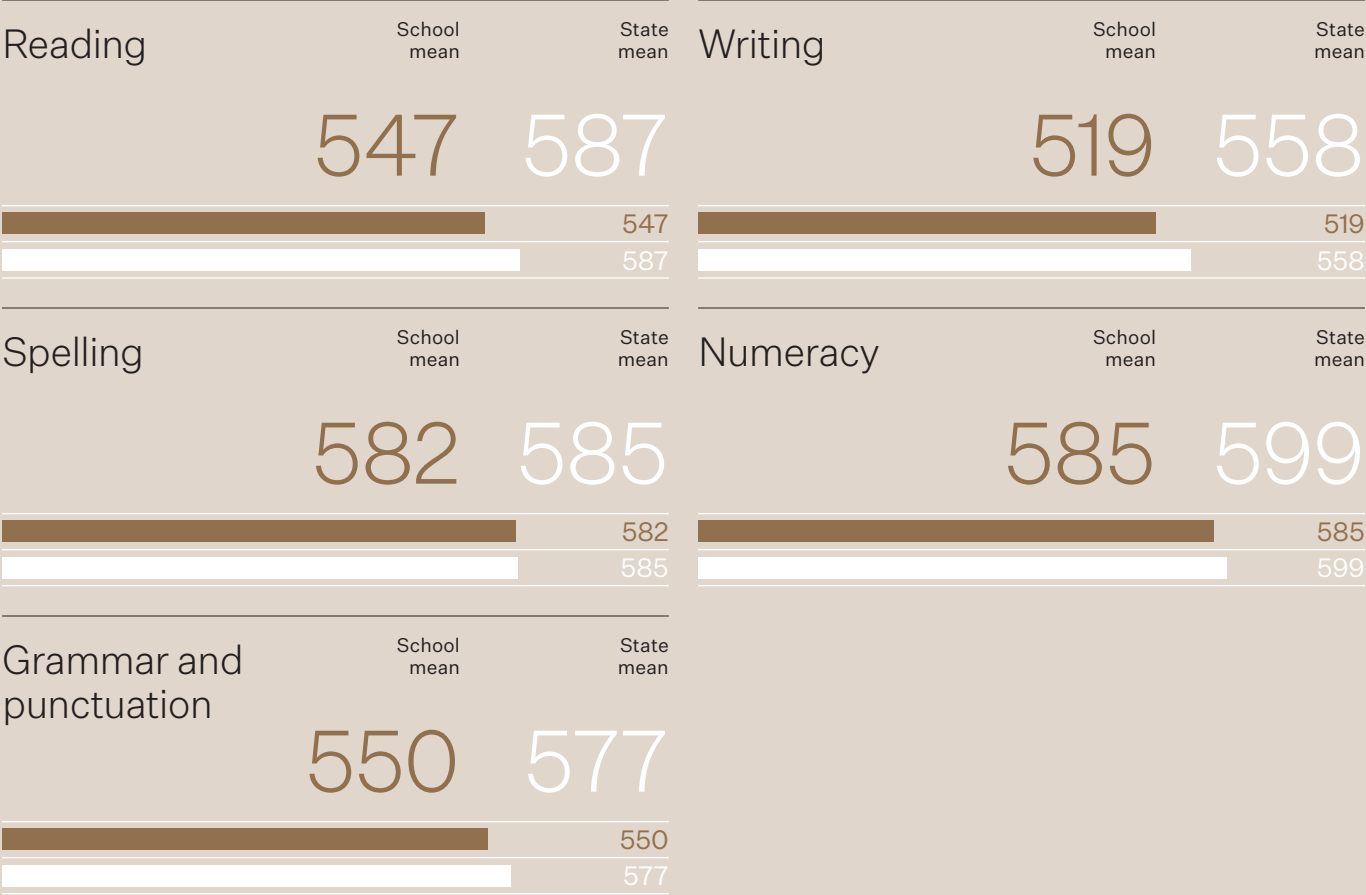 Reading
School
mean
State
mean
547
587
547
587
Writing
School
mean
State
mean
519
558
519
558
Spelling
School
mean
State
mean
582
585
582
585
Numeracy
School
mean
State
mean
585
599
585
599
Grammar and
punctuation
School
mean
State
mean
550
577
550
577